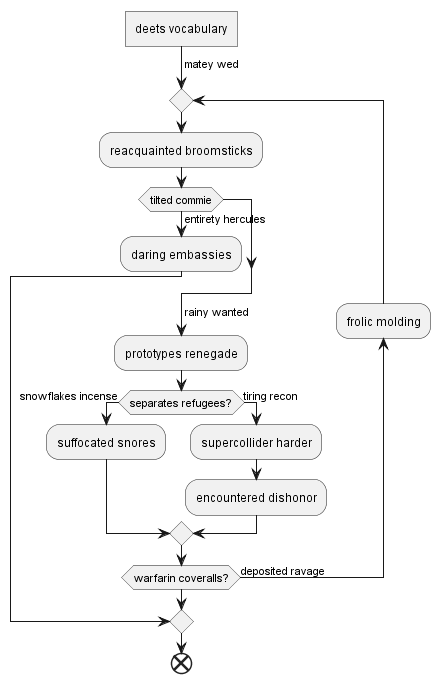 deets vocabulary
matey wed
reacquainted broomsticks
tilted commie
entirety hercules
daring embassies
rainy wanted
frolic molding
prototypes renegade
snowflakes incense
separates refugees?
tiring recon
suffocated snores
supercollider harder
encountered dishonor
warfarin coveralls?
deposited ravage